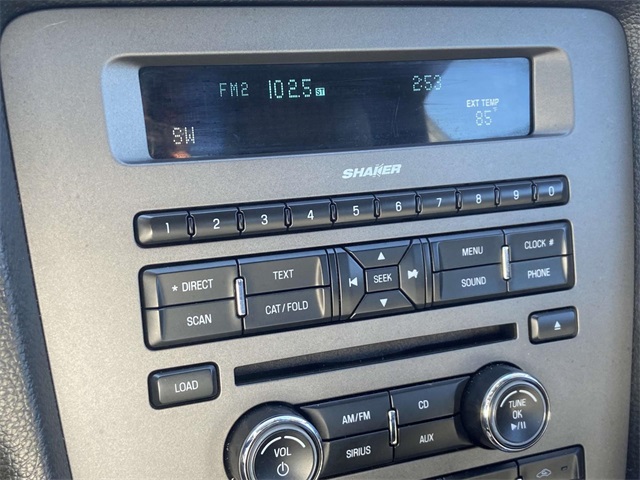 FM2 102.5 ST 2:53
EXT TEMP
SW 85°
SHAKER
1 2 3 4 5 6 7 8 9 0
* DIRECT TEXT SEEK MENU CLOCK #
SCAN CAT/FOLD SOUND PHONE
LOAD
AM/FM CD TUNE
OK
VOL SIRIUS AUX